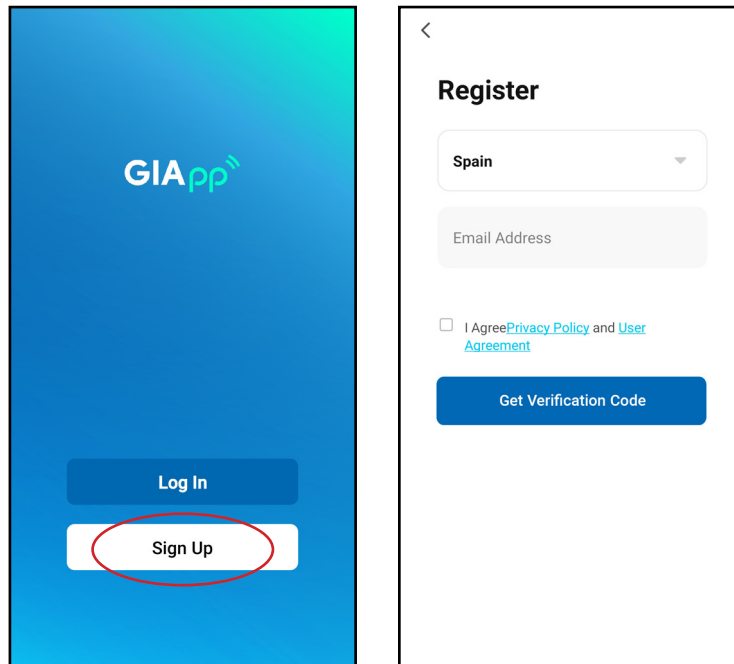 GIApp
Log In
Sign Up
Register
Spain
Email Address
I AgreePrivacy Policy and User
Agreement
Get Verification Code